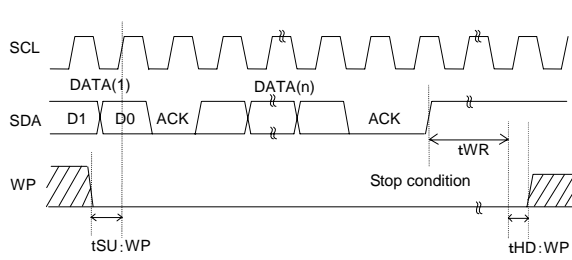 SCL
DATA(1) DATA(n)
SDA D1 D0 ACK ACK
tWR
WP Stop condition
tSU:WP tHD:WP